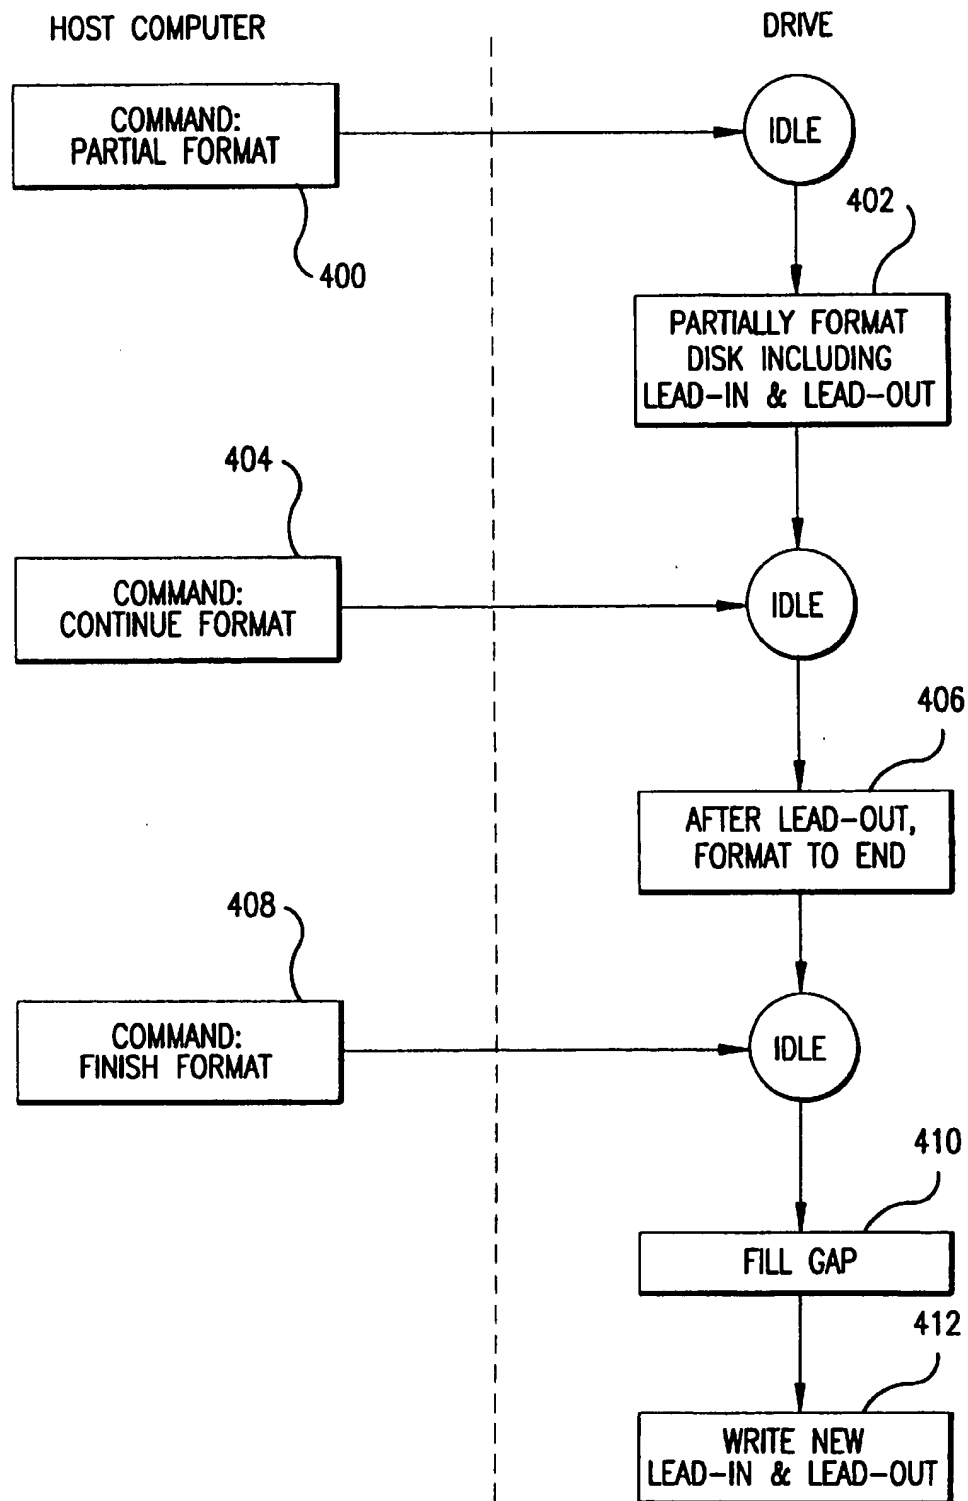 HOST COMPUTER
DRIVE
COMMAND:
PARTIAL FORMAT
IDLE
400
402
PARTIALLY FORMAT
DISK INCLUDING
LEAD-IN & LEAD-OUT
404
COMMAND:
CONTINUE FORMAT
IDLE
406
AFTER LEAD-OUT,
FORMAT TO END
408
COMMAND:
FINISH FORMAT
IDLE
410
FILL GAP
412
WRITE NEW
LEAD-IN & LEAD-OUT